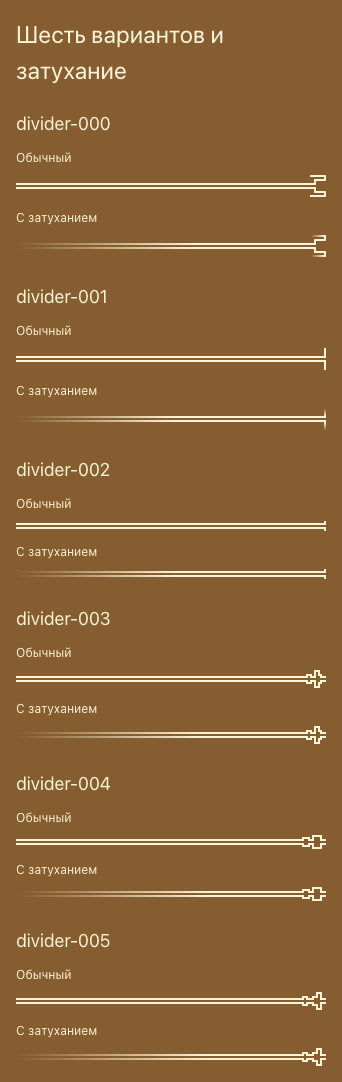 Шесть вариантов и
затухание
divider-000
Обычный
С затуханием
divider-001
Обычный
С затуханием
divider-002
Обычный
С затуханием
divider-003
Обычный
С затуханием
divider-004
Обычный
С затуханием
divider-005
Обычный
С затуханием